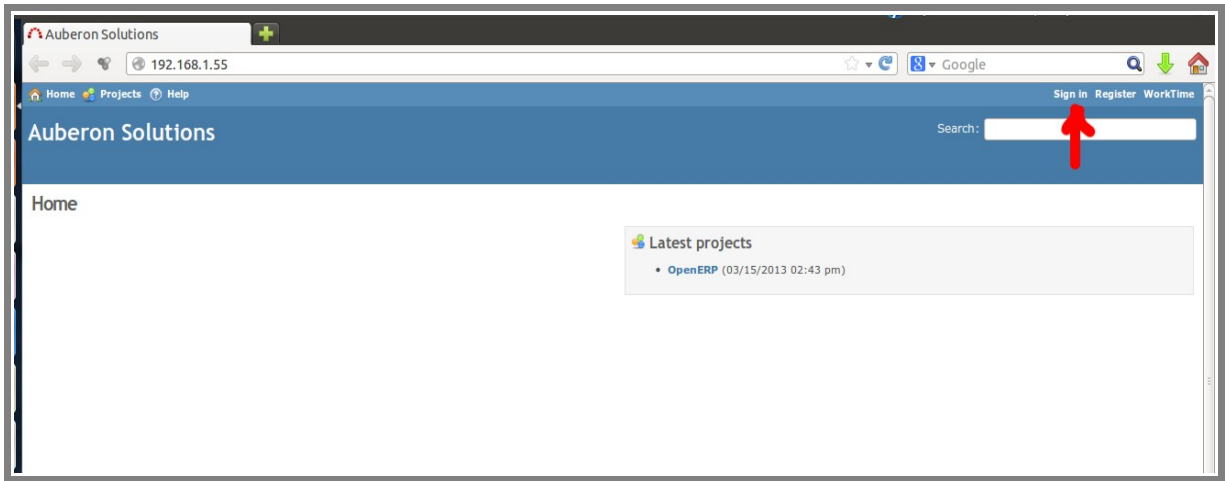 Auberon Solutions
192.168.1.55
Google
Home Projects Help
Sign in Register WorkTime
Auberon Solutions
Search:
Home
Latest projects
• OpenERP (03/15/2013 02:43 pm)